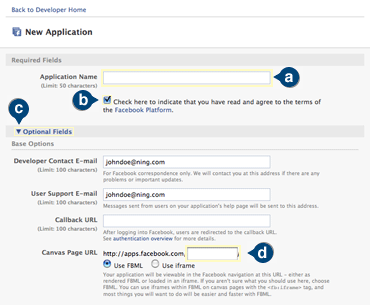 Back to Developer Home
New Application
Required Fields
Application Name
(Limit: 50 characters)
a
b
Check here to indicate that you have read and agree to the terms of
the Facebook Platform.
c
▼ Optional Fields
Base Options
Developer Contact E-mail
(Limit: 100 characters)
johndoe@ning.com
For Facebook correspondence only. We will contact you at this address if there are any
problems or important updates.
User Support E-mail
(Limit: 100 characters)
johndoe@ning.com
Messages sent from users on your application's help page will be sent to this address.
Callback URL
(Limit: 100 characters)
After logging into Facebook, users are redirected to the callback URL.
See authentication overview for more details.
Canvas Page URL
http://apps.facebook.com/
/
d
Use FBML
Use iframe
Your application will be viewable in the Facebook navigation at this URL - either as
rendered FBML or loaded in an iframe. If you aren't sure what you should use, choose
FBML. You can use iframes within FBML on canvas pages with the <fb:iframe> tag, and
most things you will want to do will be easier and faster with FBML.